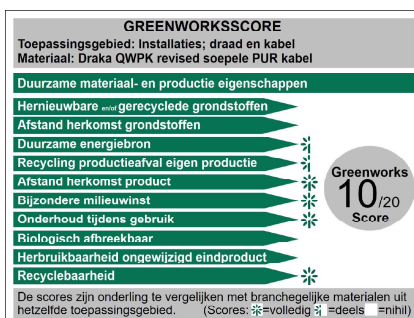 GREENWORKSSCORE
Toepassingsgebied: Installaties; draad en kabel
Materiaal: Draka QWPK revised soepele PUR kabel
Duurzame materiaal- en productie eigenschappen
Hernieuwbare en/of gerecyclede grondstoffen
Afstand herkomst grondstoffen
Duurzame energiebron
Recycling productieafval eigen productie
Afstand herkomst product
Bijzondere milieuwinst
Onderhoud tijdens gebruik
Biologisch afbreekbaar
Herbruikbaarheid ongewijzigd eindproduct
Recyclebaarheid
Greenworks
10/20
Score
De scores zijn onderling te vergelijken met branchegelijke materialen uit
hetzelfde toepassingsgebied. (Scores: =volledig =deels =nihil)